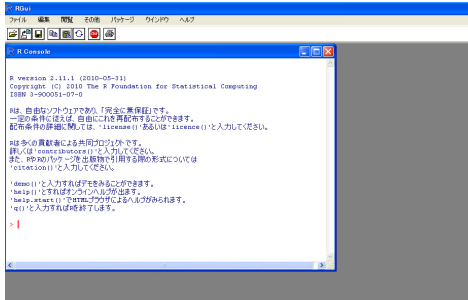 RGui
ファイル 編集 閲覧 その他 パッケージ ウインドウ ヘルプ
R Console
R version 2.11.1 (2010-05-31)
Copyright (C) 2010 The R Foundation for Statistical Computing
ISBN 3-900051-07-0
Rは、自由なソフトウェアであり、「完全に無保証」です。
一定の条件に従えば、自由にこれを再配布することができます。
配布条件の詳細に関しては、'license()'あるいは'licence()'と入力してください。
Rは多くの貢献者による共同プロジェクトです。
詳しくは'contributors()'と入力してください。
また、RやRのパッケージを出版物で引用する際の形式については
'citation()'と入力してください。
'demo()'と入力すればデモをみることができます。
'help()'とすればオンラインヘルプが出ます。
'help.start()'でHTMLブラウザによるヘルプがみられます。
'q()'と入力すればRを終了します。
>